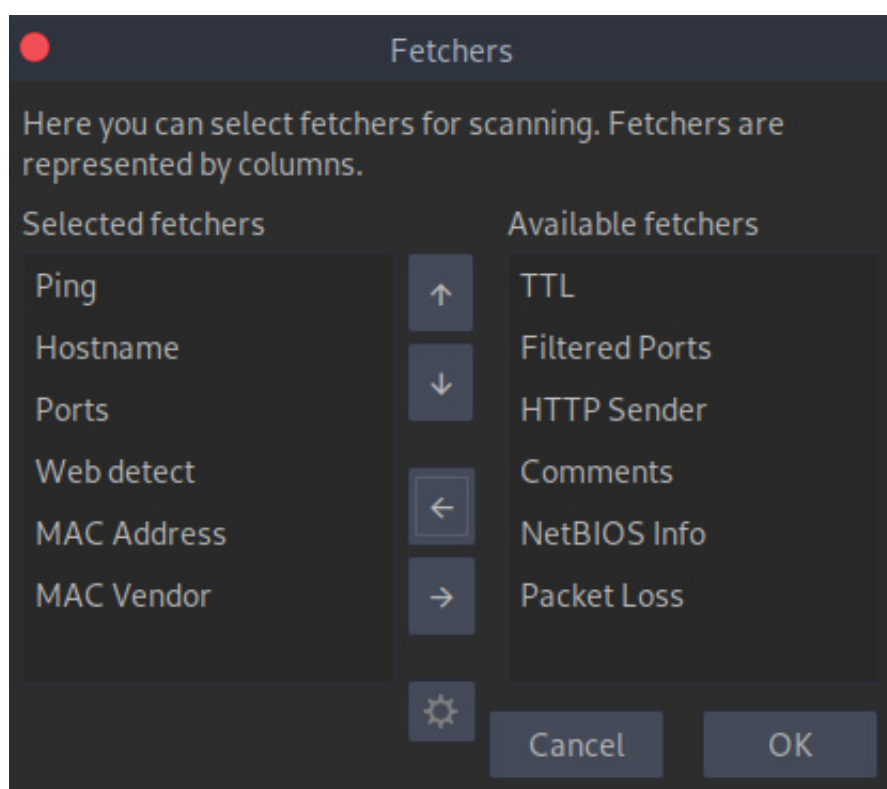 Fetchers
Here you can select fetchers for scanning. Fetchers are
represented by columns.
Selected fetchers
Ping
Hostname
Ports
Web detect
MAC Address
MAC Vendor
Available fetchers
TTL
Filtered Ports
HTTP Sender
Comments
NetBIOS Info
Packet Loss
Cancel
OK